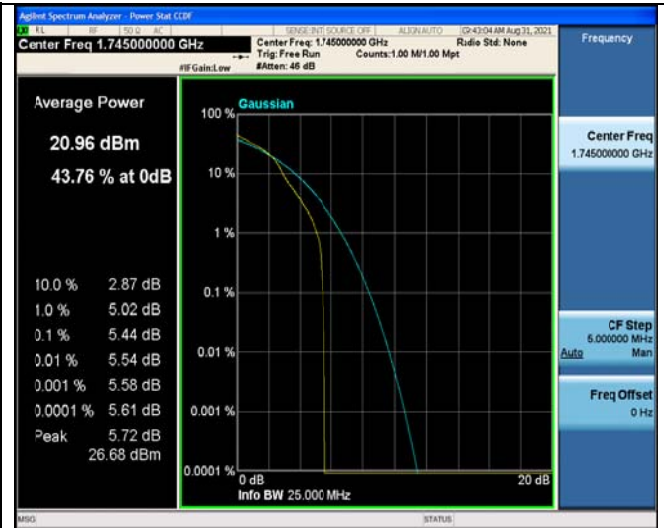 Agilent Spectrum Analyzer - Power Stat CCDF
RL RF 50 Ω AC SENSE:INT SOURCE OFF ALIGN AUTO 09:43:04 AM Aug 31, 2021
Center Freq 1.745000000 GHz
Center Freq: 1.745000000 GHz Radio Std: None
Trig: Free Run Counts:1.00 M/1.00 Mpt
#IFGain:Low #Atten: 46 dB
Frequency
Average Power
20.96 dBm
43.76 % at 0dB
10.0 % 2.87 dB
1.0 % 5.02 dB
0.1 % 5.44 dB
0.01 % 5.54 dB
0.001 % 5.58 dB
0.0001 % 5.61 dB
Peak 5.72 dB
26.68 dBm
Gaussian
100 %
10 %
1 %
0.1 %
0.01 %
0.001 %
0.0001 %
0 dB 20 dB
Info BW 25.000 MHz
Center Freq
1.745000000 GHz
CF Step
5.000000 MHz
Auto Man
Freq Offset
0 Hz
MSG STATUS